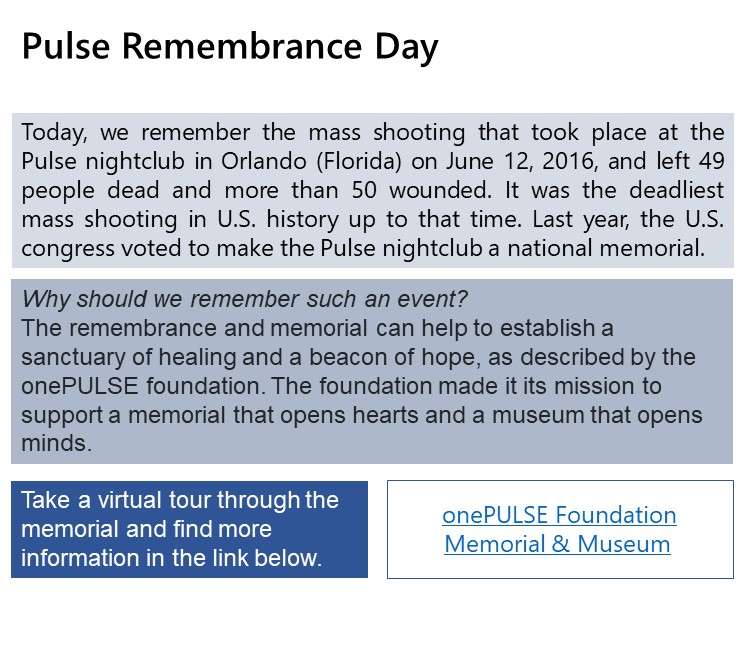 Pulse Remembrance Day
Today, we remember the mass shooting that took place at the
Pulse nightclub in Orlando (Florida) on June 12, 2016, and left 49
people dead and more than 50 wounded. It was the deadliest
mass shooting in U.S. history up to that time. Last year, the U.S.
congress voted to make the Pulse nightclub a national memorial.
Why should we remember such an event?
The remembrance and memorial can help to establish a
sanctuary of healing and a beacon of hope, as described by the
onePULSE foundation. The foundation made it its mission to
support a memorial that opens hearts and a museum that opens
minds.
Take a virtual tour through the
memorial and find more
information in the link below.
onePULSE Foundation
Memorial & Museum